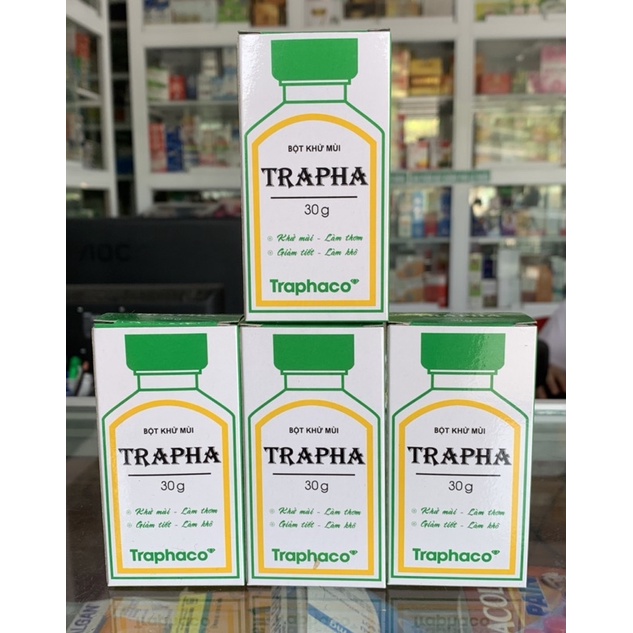 BỘT KHỬ MÙI
TRAPHA
30g
Khử mùi - Làm thơm
Giảm tiết - Làm khô
Traphaco
BỘT KHỬ MÙI
TRAPHA
30g
Khử mùi - Làm thơm
Giảm tiết - Làm khô
Traphaco
BỘT KHỬ MÙI
TRAPHA
30g
Khử mùi - Làm thơm
Giảm tiết - Làm khô
Traphaco
BỘT KHỬ MÙI
TRAPHA
30g
Khử mùi - Làm thơm
Giảm tiết - Làm khô
Traphaco
AOC